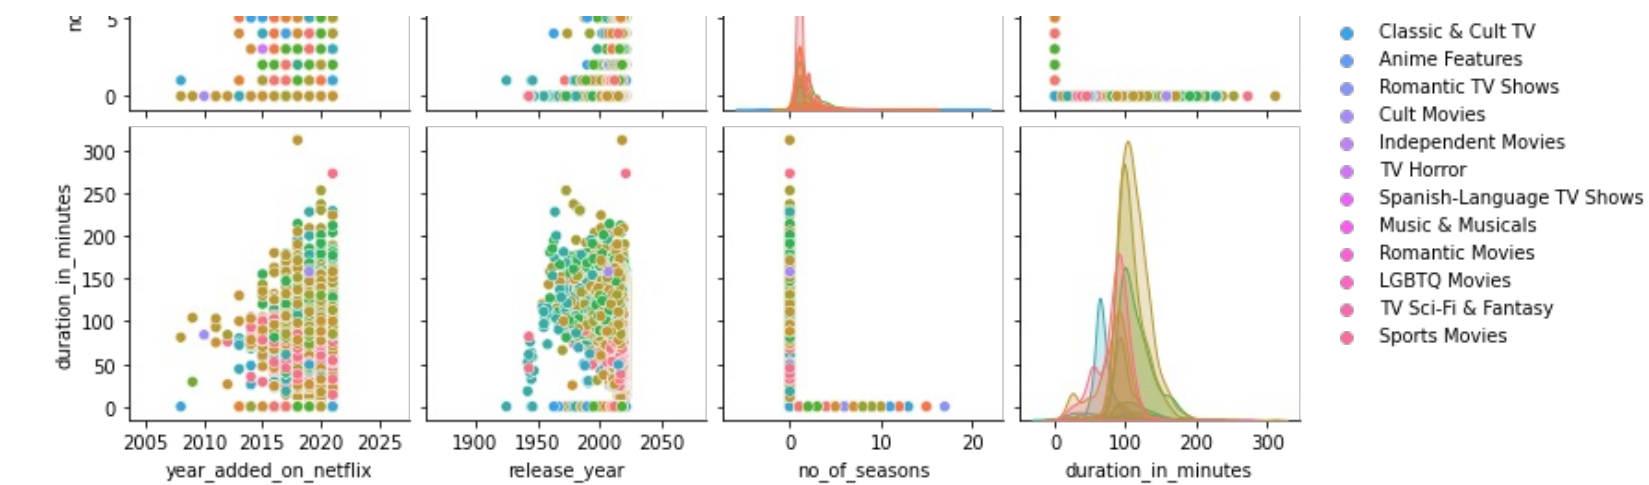 no
5
0
Classic & Cult TV
Anime Features
Romantic TV Shows
Cult Movies
Independent Movies
TV Horror
Spanish-Language TV Shows
Music & Musicals
Romantic Movies
LGBTQ Movies
TV Sci-Fi & Fantasy
Sports Movies
duration_in_minutes
300
250
200
150
100
50
0
2005 2010 2015 2020 2025
year_added_on_netflix
1900 1950 2000 2050
release_year
0 10 20
no_of_seasons
0 100 200 300
duration_in_minutes